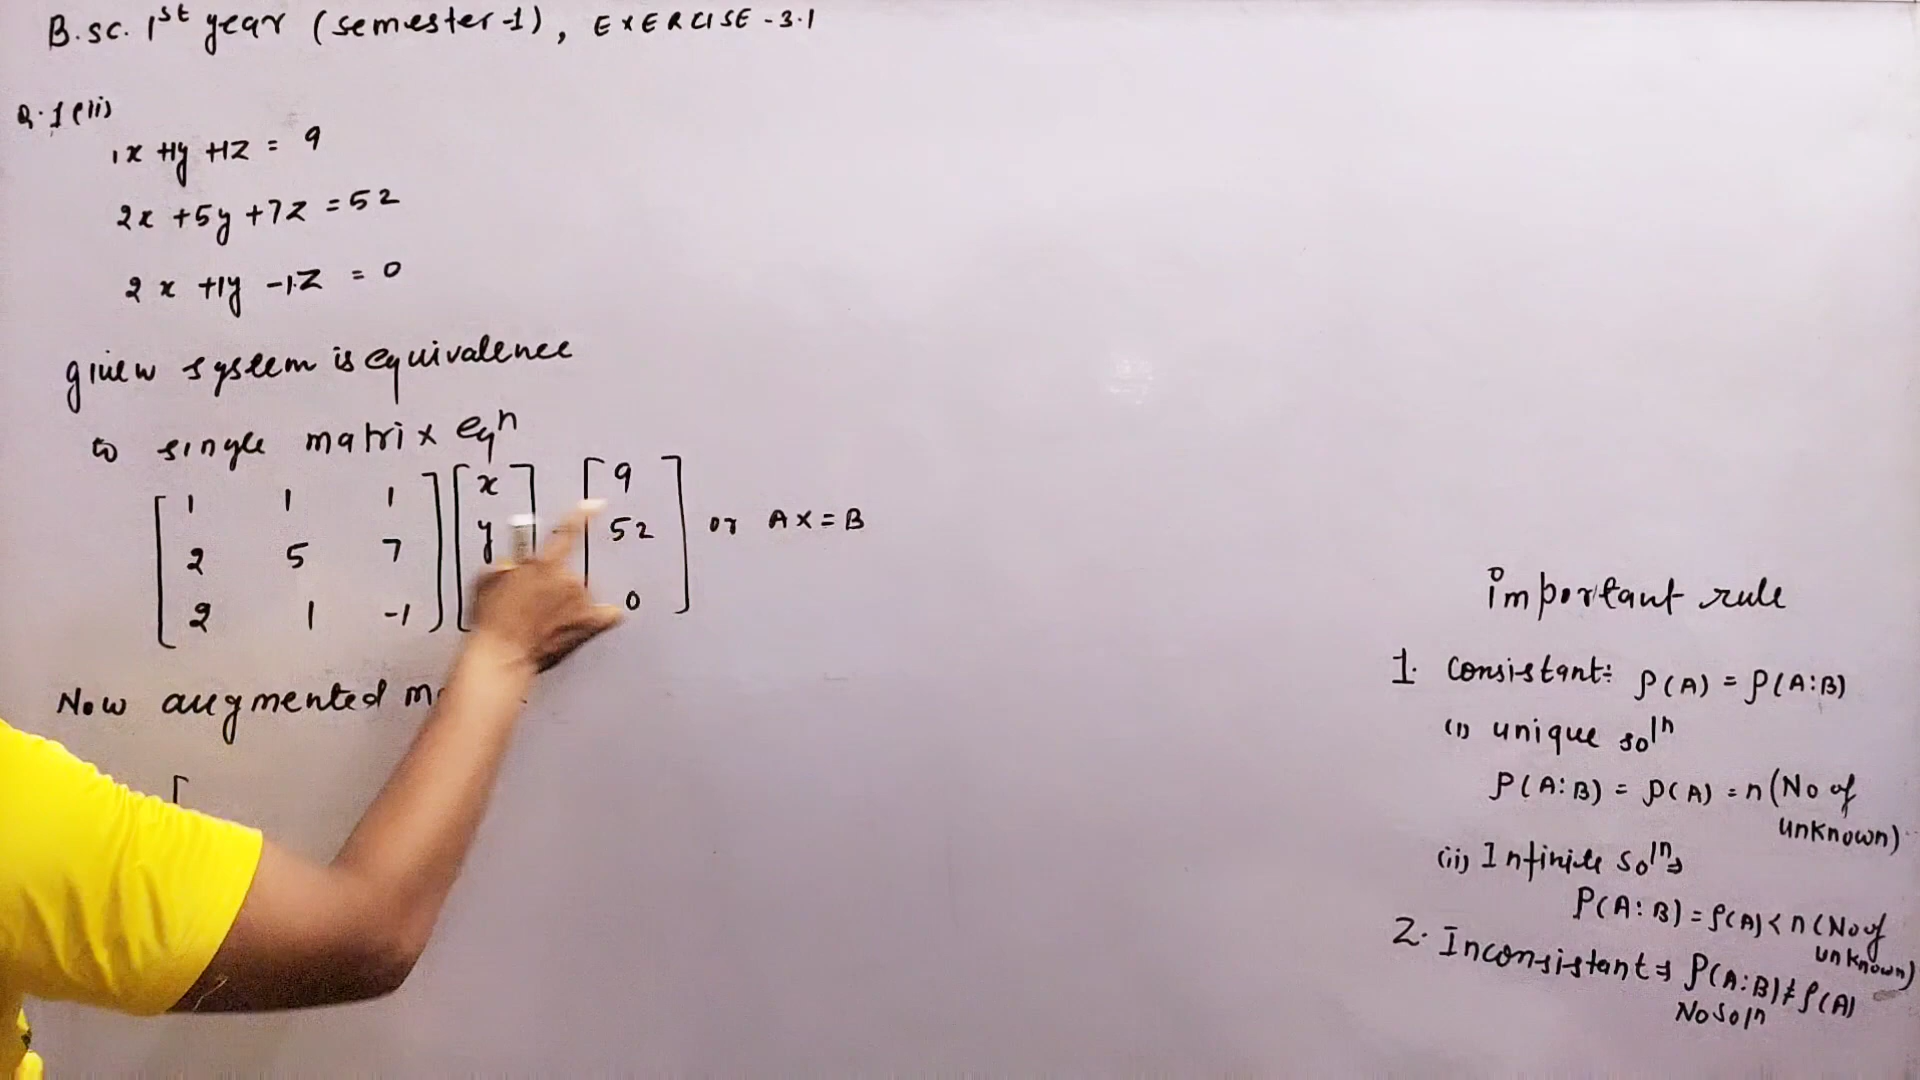 B.sc. 1st year (semester-1), EXERCISE - 3.1
Q.1(ii)
1x +1y +1z = 9
2x +5y +7z = 52
2x +1y -1.z = 0
given system is equivalence
to single matrix eqn
[1 1 1] [x] [9]
[2 5 7] [y] = [52] or AX = B
[2 1 -1] [0]
Now augmented
important rule
1. Consistant: ρ(A) = ρ(A:B)
(i) unique soln
ρ(A:B) = ρ(A) = n (No of
unknown)
(ii) Infinite solns
ρ(A:B) = ρ(A) < n (No of
unknown)
2. Inconsistant ⇒ ρ(A:B) ≠ ρ(A)
No soln